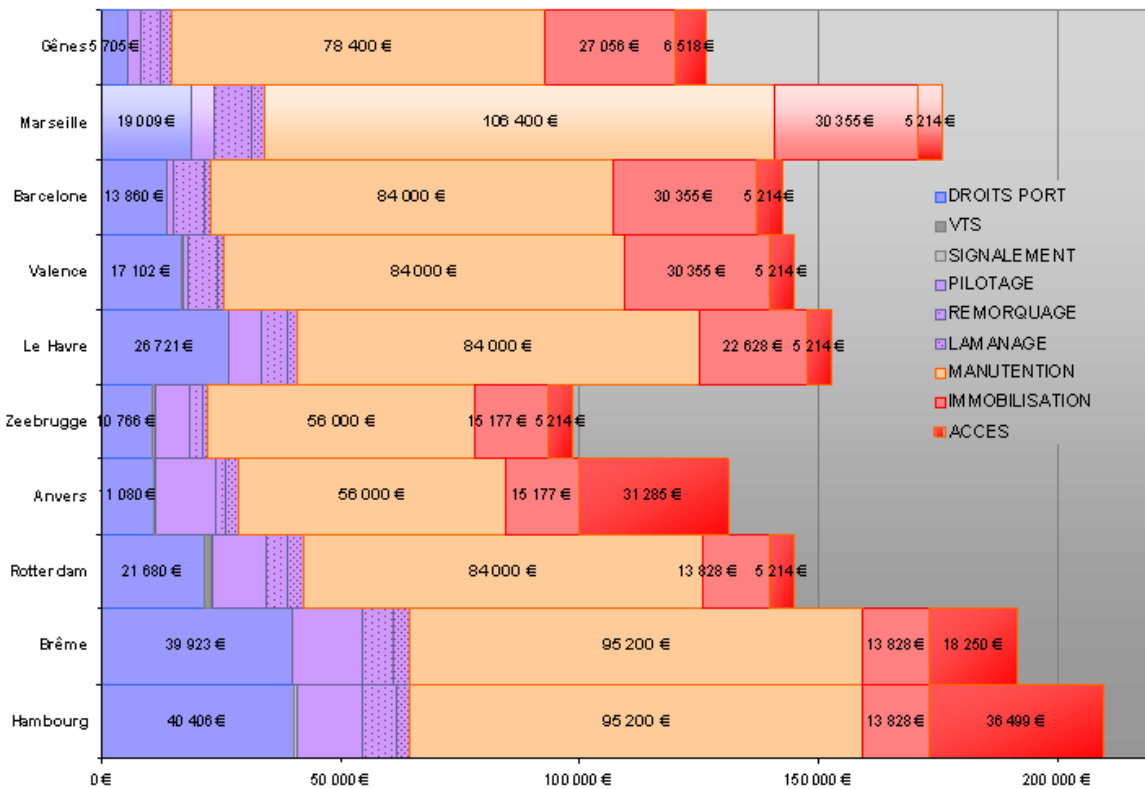 Gênes 5 705 € 78 400 € 27 056 € 6 518 €
Marseille 19 009 € 106 400 € 30 355 € 5 214 €
Barcelone 13 860 € 84 000 € 30 355 € 5 214 €
Valence 17 102 € 84 000 € 30 355 € 5 214 €
Le Havre 26 721 € 84 000 € 22 628 € 5 214 €
Zeebrugge 10 766 € 56 000 € 15 177 € 5 214 €
Anvers 11 080 € 56 000 € 15 177 € 31 285 €
Rotterdam 21 680 € 84 000 € 13 828 € 5 214 €
Brême 39 923 € 95 200 € 13 828 € 18 250 €
Hambourg 40 406 € 95 200 € 13 828 € 36 499 €
0 € 50 000 € 100 000 € 150 000 € 200 000 €
DROITS PORT
VTS
SIGNALEMENT
PILOTAGE
REMORQUAGE
LAMANAGE
MANUTENTION
IMMOBILISATION
ACCES